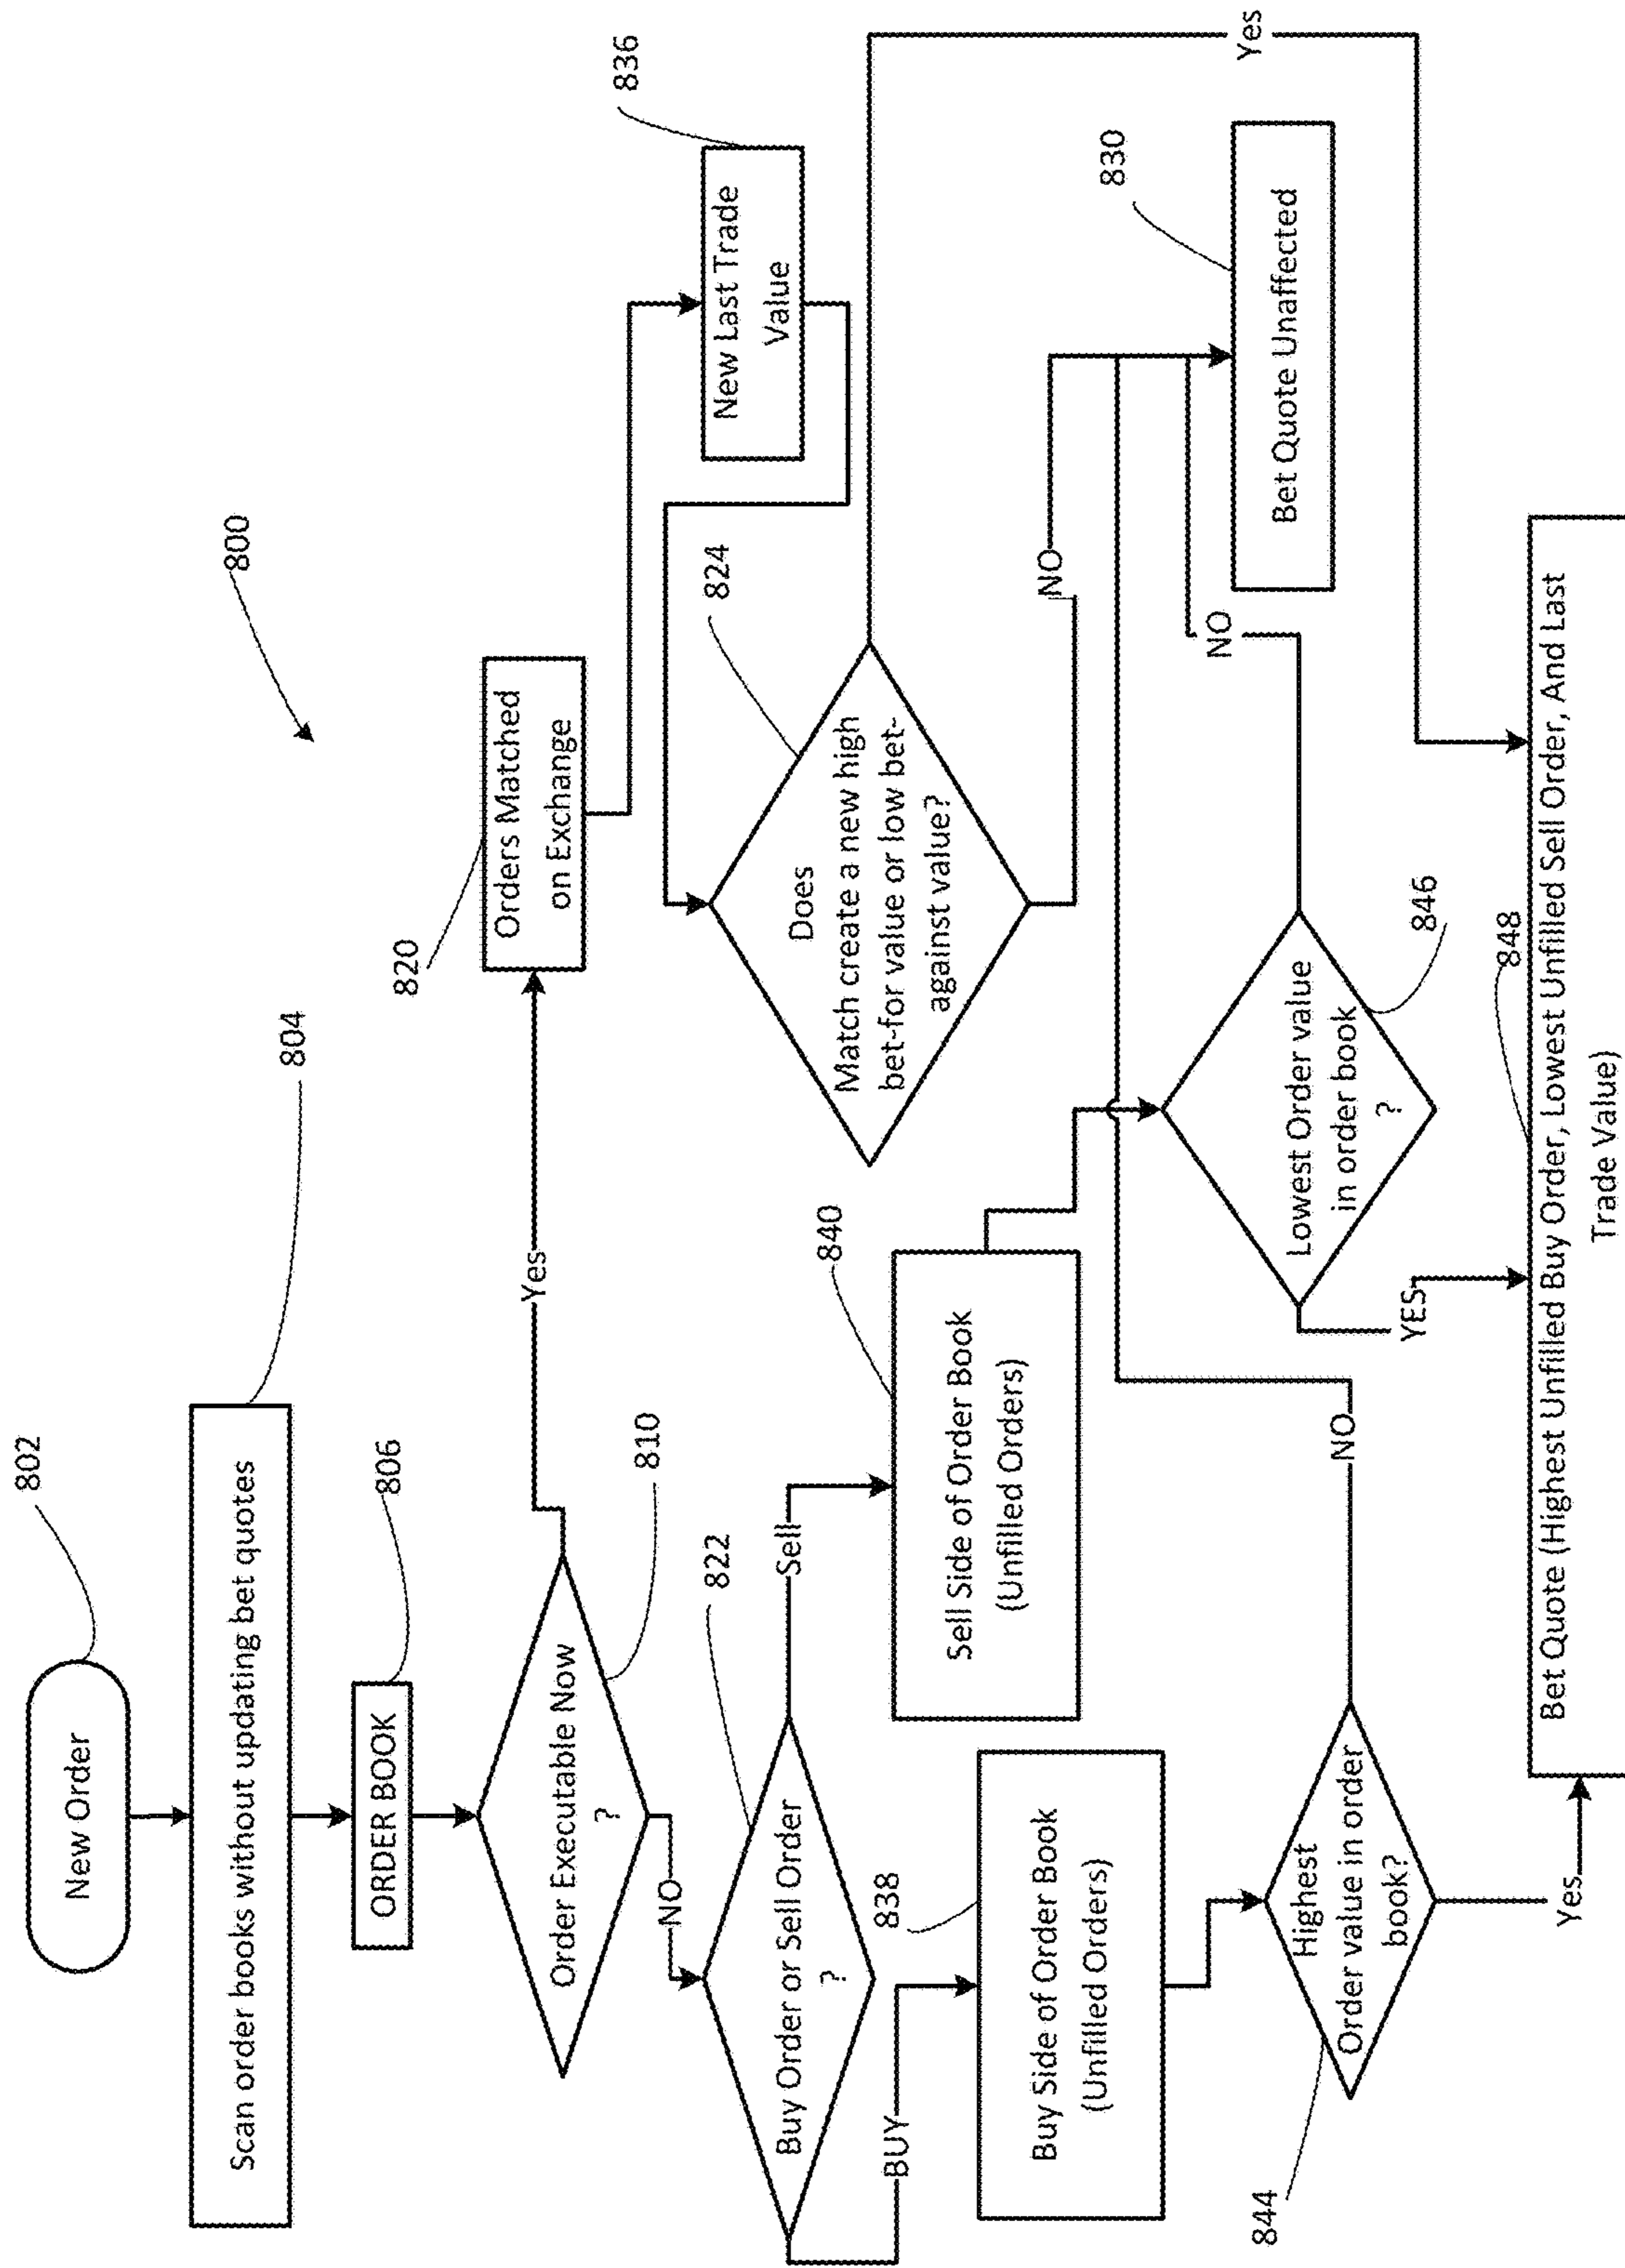 802
New Order
Scan order books without updating bet quotes
804
800
ORDER BOOK
806
Order Executable Now
?
810
Yes
820
Orders Matched
on Exchange
836
New Last Trade
Value
NO
822
Buy Order or Sell Order
?
Sell
BUY
824
Does
Match create a new high
bet-for value or low bet-
against value?
Yes
NO
838
Buy Side of Order Book
(Unfilled Orders)
840
Sell Side of Order Book
(Unfilled Orders)
830
Bet Quote Unaffected
844
Highest
Order value in order
book?
NO
Yes
846
Lowest Order value
in order book
?
NO
YES
848
Bet Quote (Highest Unfilled Buy Order, Lowest Unfilled Sell Order, And Last
Trade Value)